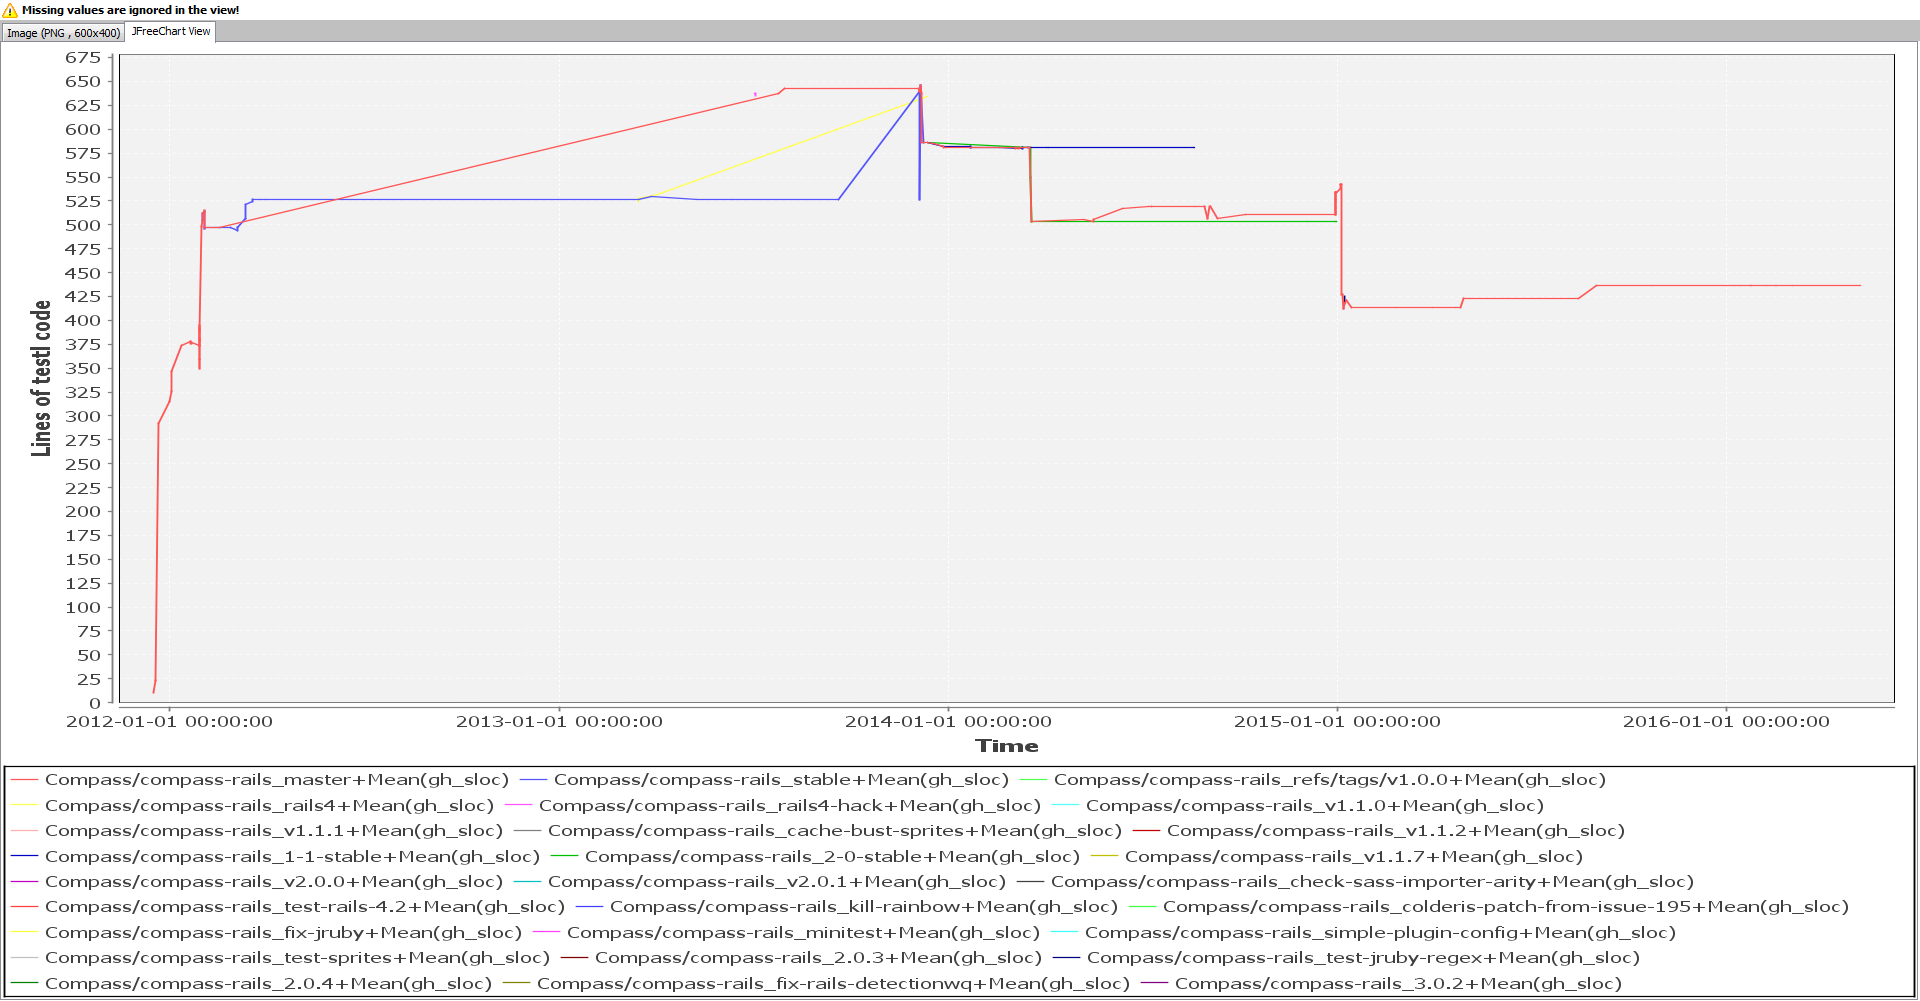 Missing values are ignored in the view!
Image (PNG , 600x400) JFreeChart View
675
650
625
600
575
550
525
500
475
450
425
400
375
350
325
300
275
250
225
200
175
150
125
100
75
50
25
0
Lines of testl code
2012-01-01 00:00:00 2013-01-01 00:00:00 2014-01-01 00:00:00 2015-01-01 00:00:00 2016-01-01 00:00:00
Time
Compass/compass-rails_master+Mean(gh_sloc) Compass/compass-rails_stable+Mean(gh_sloc) Compass/compass-rails_refs/tags/v1.0.0+Mean(gh_sloc)
Compass/compass-rails_rails4+Mean(gh_sloc) Compass/compass-rails_rails4-hack+Mean(gh_sloc) Compass/compass-rails_v1.1.0+Mean(gh_sloc)
Compass/compass-rails_v1.1.1+Mean(gh_sloc) Compass/compass-rails_cache-bust-sprites+Mean(gh_sloc) Compass/compass-rails_v1.1.2+Mean(gh_sloc)
Compass/compass-rails_1-1-stable+Mean(gh_sloc) Compass/compass-rails_2-0-stable+Mean(gh_sloc) Compass/compass-rails_v1.1.7+Mean(gh_sloc)
Compass/compass-rails_v2.0.0+Mean(gh_sloc) Compass/compass-rails_v2.0.1+Mean(gh_sloc) Compass/compass-rails_check-sass-importer-arity+Mean(gh_sloc)
Compass/compass-rails_test-rails-4.2+Mean(gh_sloc) Compass/compass-rails_kill-rainbow+Mean(gh_sloc) Compass/compass-rails_colderis-patch-from-issue-195+Mean(gh_sloc)
Compass/compass-rails_fix-jruby+Mean(gh_sloc) Compass/compass-rails_minitest+Mean(gh_sloc) Compass/compass-rails_simple-plugin-config+Mean(gh_sloc)
Compass/compass-rails_test-sprites+Mean(gh_sloc) Compass/compass-rails_2.0.3+Mean(gh_sloc) Compass/compass-rails_test-jruby-regex+Mean(gh_sloc)
Compass/compass-rails_2.0.4+Mean(gh_sloc) Compass/compass-rails_fix-rails-detectionwq+Mean(gh_sloc) Compass/compass-rails_3.0.2+Mean(gh_sloc)